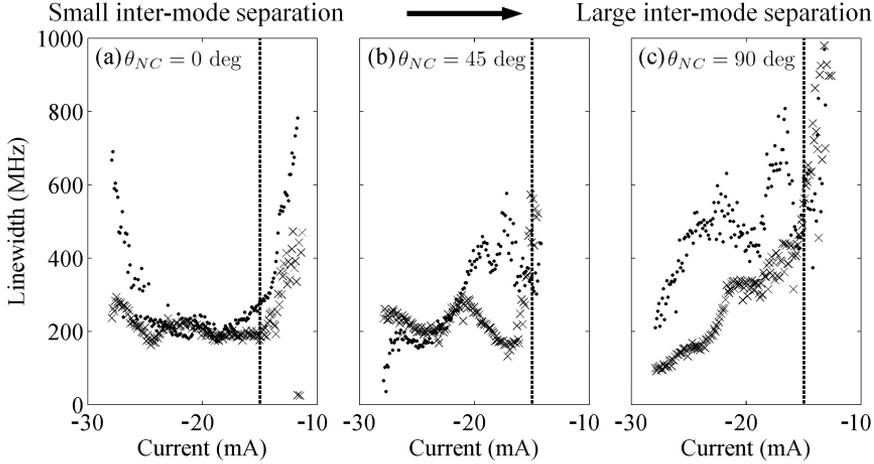 Small inter-mode separation Large inter-mode separation
(a) θ_NC = 0 deg (b) θ_NC = 45 deg (c) θ_NC = 90 deg
Linewidth (MHz)
1000
800
600
400
200
0
-30 -20 -10 -30 -20 -10 -30 -20 -10
Current (mA) Current (mA) Current (mA)